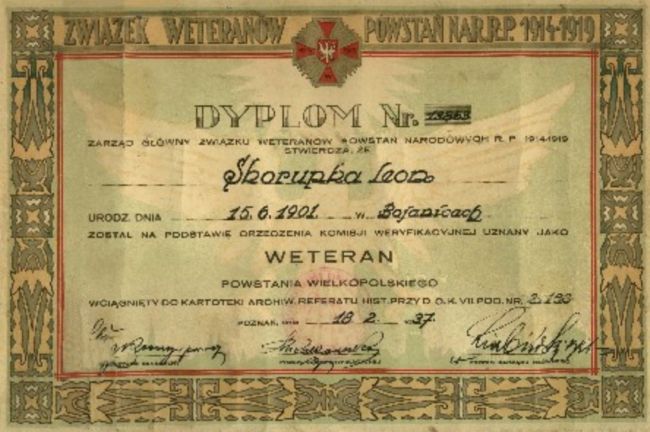 ZWIĄZEK WETERANÓW POWSTAŃ NAR. R.P. 1914-1919
DYPLOM Nr.
ZARZĄD GŁÓWNY ZWIĄZKU WETERANÓW POWSTAŃ NARODOWYCH R.P. 1914-1919
STWIERDZA, ŻE
Skorupka Leon
URODZ. DNIA 15.6.1901. w Bojanicach
ZOSTAŁ NA PODSTAWIE ORZECZENIA KOMISJI WERYFIKACYJNEJ UZNANY JAKO
WETERAN
POWSTANIA WIELKOPOLSKIEGO
WCIĄGNIĘTY DO KARTOTEKI ARCHIW. REFERATU HIST. PRZY D.O.K. VII. POD. NR. 2.193
POZNAŃ, DNIA 18.2. 37.